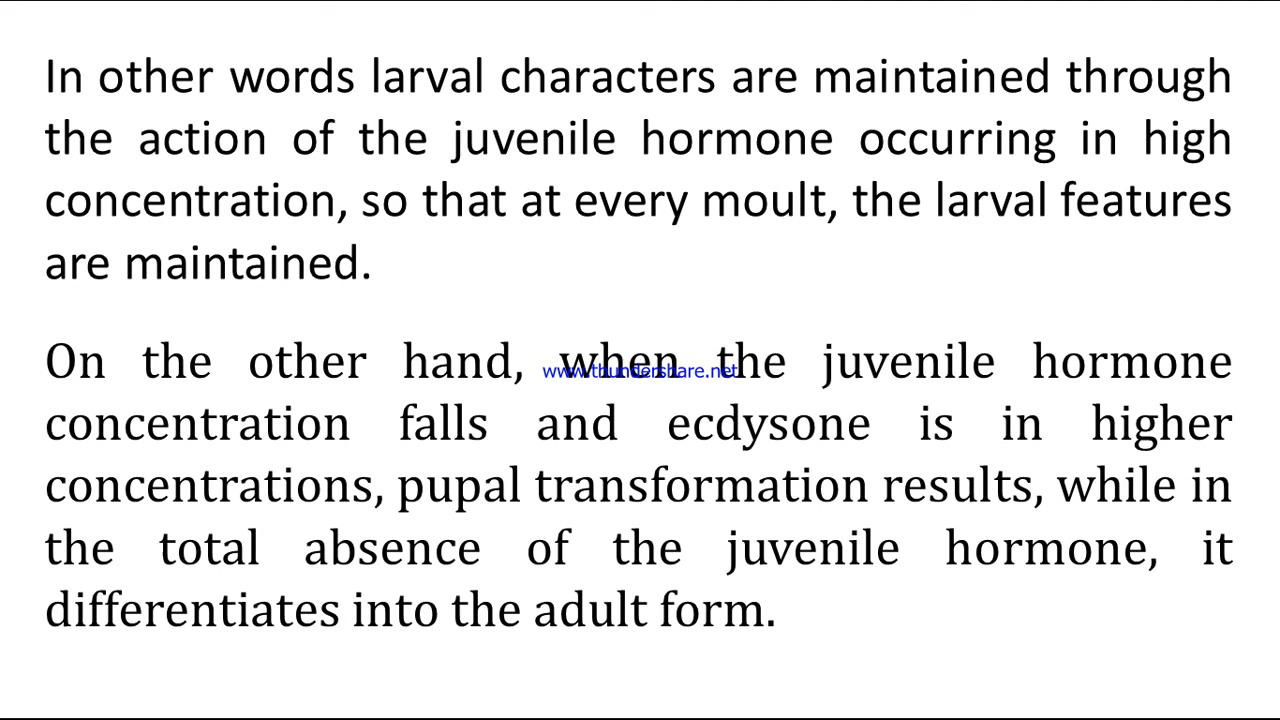 In other words larval characters are maintained through
the action of the juvenile hormone occurring in high
concentration, so that at every moult, the larval features
are maintained.
On the other hand, when the juvenile hormone
www.thundershare.net
concentration falls and ecdysone is in higher
concentrations, pupal transformation results, while in
the total absence of the juvenile hormone, it
differentiates into the adult form.